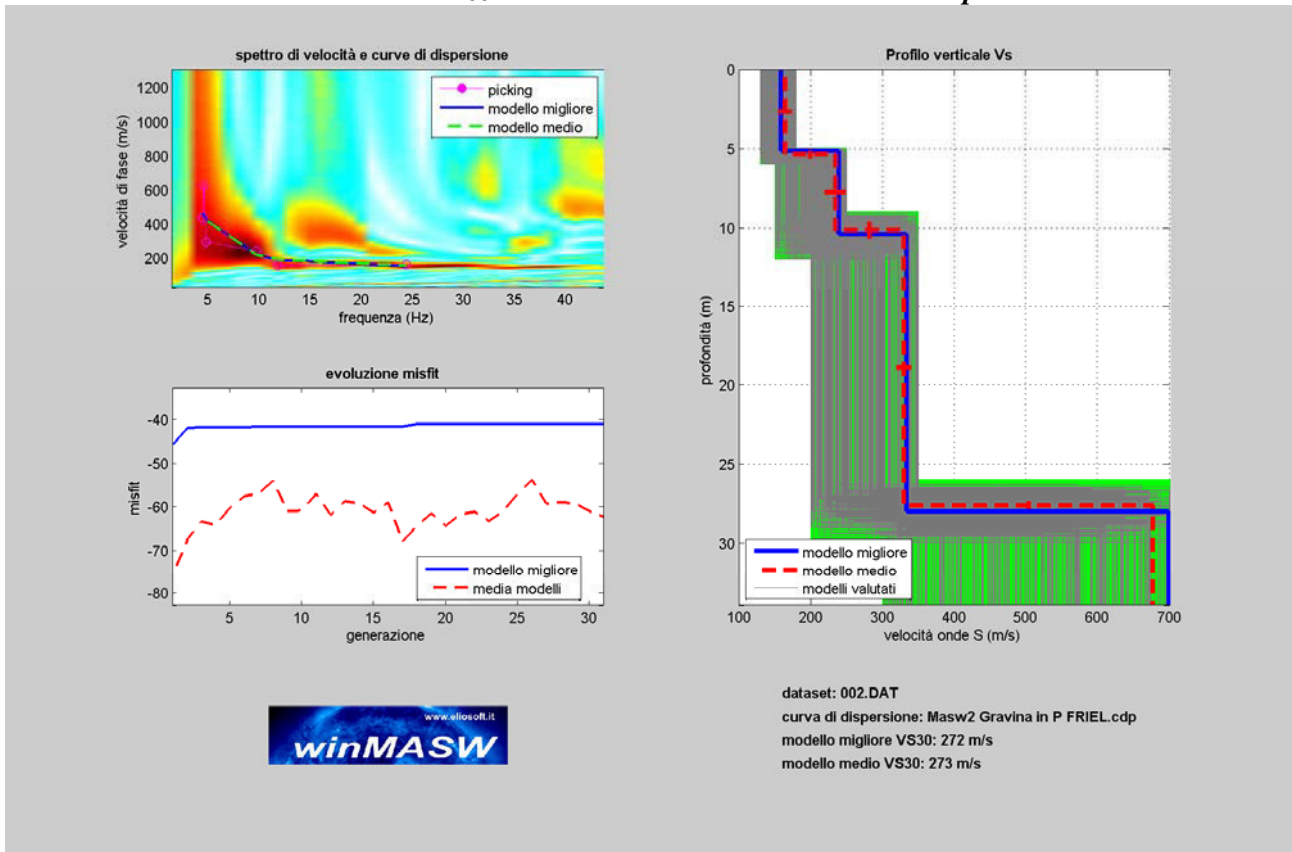 spettro di velocità e curve di dispersione
1200
1000
800
600
400
200
velocità di fase (m/s)
picking
modello migliore
modello medio
5
10
15
20
25
30
35
40
frequenza (Hz)
evoluzione misfit
-40
-50
-60
-70
-80
misfit
modello migliore
media modelli
5
10
15
20
25
30
generazione
www.eliosoft.it
winMASW
Profilo verticale Vs
0
5
10
15
20
25
30
profondità (m)
modello migliore
modello medio
modelli valutati
100
200
300
400
500
600
700
velocità onde S (m/s)
dataset: 002.DAT
curva di dispersione: Masw2 Gravina in P FRIEL.cdp
modello migliore VS30: 272 m/s
modello medio VS30: 273 m/s